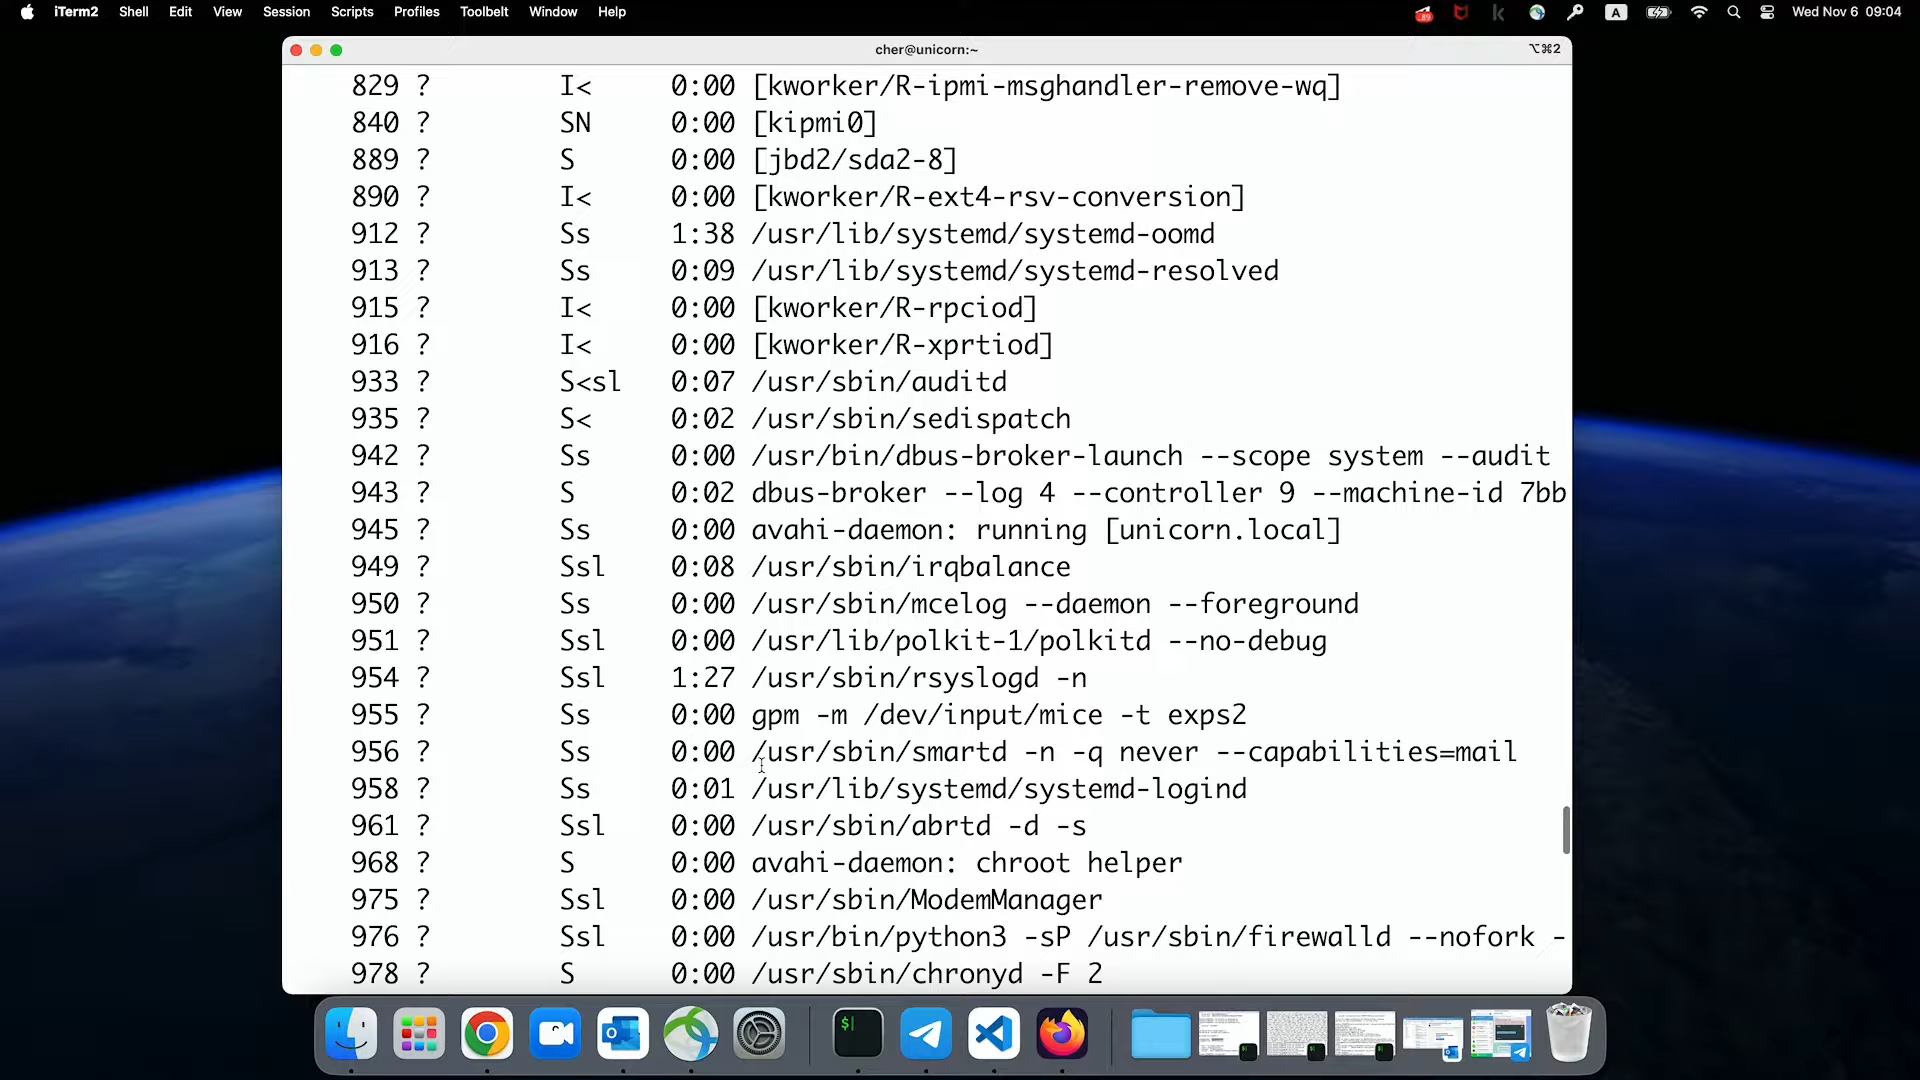 iTerm2 Shell Edit View Session Scripts Profiles Toolbelt Window Help A Wed Nov 6 09:04
cher@unicorn:~ ⌥⌘2
829 ? I< 0:00 [kworker/R-ipmi-msghandler-remove-wq]
840 ? SN 0:00 [kipmi0]
889 ? S 0:00 [jbd2/sda2-8]
890 ? I< 0:00 [kworker/R-ext4-rsv-conversion]
912 ? Ss 1:38 /usr/lib/systemd/systemd-oomd
913 ? Ss 0:09 /usr/lib/systemd/systemd-resolved
915 ? I< 0:00 [kworker/R-rpciod]
916 ? I< 0:00 [kworker/R-xprtiod]
933 ? S<sl 0:07 /usr/sbin/auditd
935 ? S< 0:02 /usr/sbin/sedispatch
942 ? Ss 0:00 /usr/bin/dbus-broker-launch --scope system --audit
943 ? S 0:02 dbus-broker --log 4 --controller 9 --machine-id 7bb
945 ? Ss 0:00 avahi-daemon: running [unicorn.local]
949 ? Ssl 0:08 /usr/sbin/irqbalance
950 ? Ss 0:00 /usr/sbin/mcelog --daemon --foreground
951 ? Ssl 0:00 /usr/lib/polkit-1/polkitd --no-debug
954 ? Ssl 1:27 /usr/sbin/rsyslogd -n
955 ? Ss 0:00 gpm -m /dev/input/mice -t exps2
956 ? Ss 0:00 /usr/sbin/smartd -n -q never --capabilities=mail
958 ? Ss 0:01 /usr/lib/systemd/systemd-logind
961 ? Ssl 0:00 /usr/sbin/abrtd -d -s
968 ? S 0:00 avahi-daemon: chroot helper
975 ? Ssl 0:00 /usr/sbin/ModemManager
976 ? Ssl 0:00 /usr/bin/python3 -sP /usr/sbin/firewalld --nofork -
978 ? S 0:00 /usr/sbin/chronyd -F 2